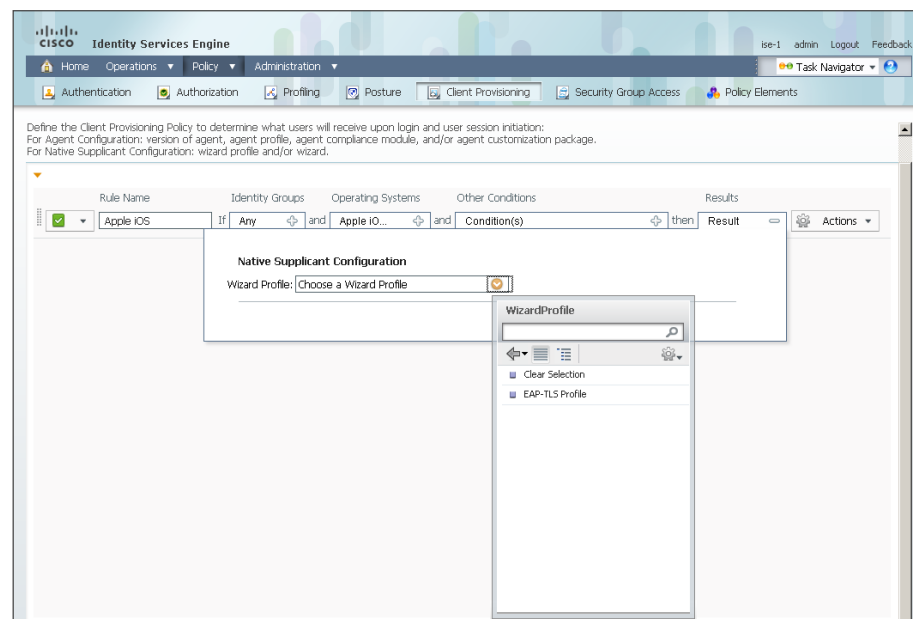 CISCO Identity Services Engine
ise-1 admin Logout Feedback
Home Operations Policy Administration
Task Navigator
Authentication Authorization Profiling Posture Client Provisioning Security Group Access Policy Elements
Define the Client Provisioning Policy to determine what users will receive upon login and user session initiation:
For Agent Configuration: version of agent, agent profile, agent compliance module, and/or agent customization package.
For Native Supplicant Configuration: wizard profile and/or wizard.
Rule Name Identity Groups Operating Systems Other Conditions Results
Apple iOS If Any and Apple iO... and Condition(s) then Result Actions
Native Supplicant Configuration
Wizard Profile: Choose a Wizard Profile
WizardProfile
Clear Selection
EAP-TLS Profile